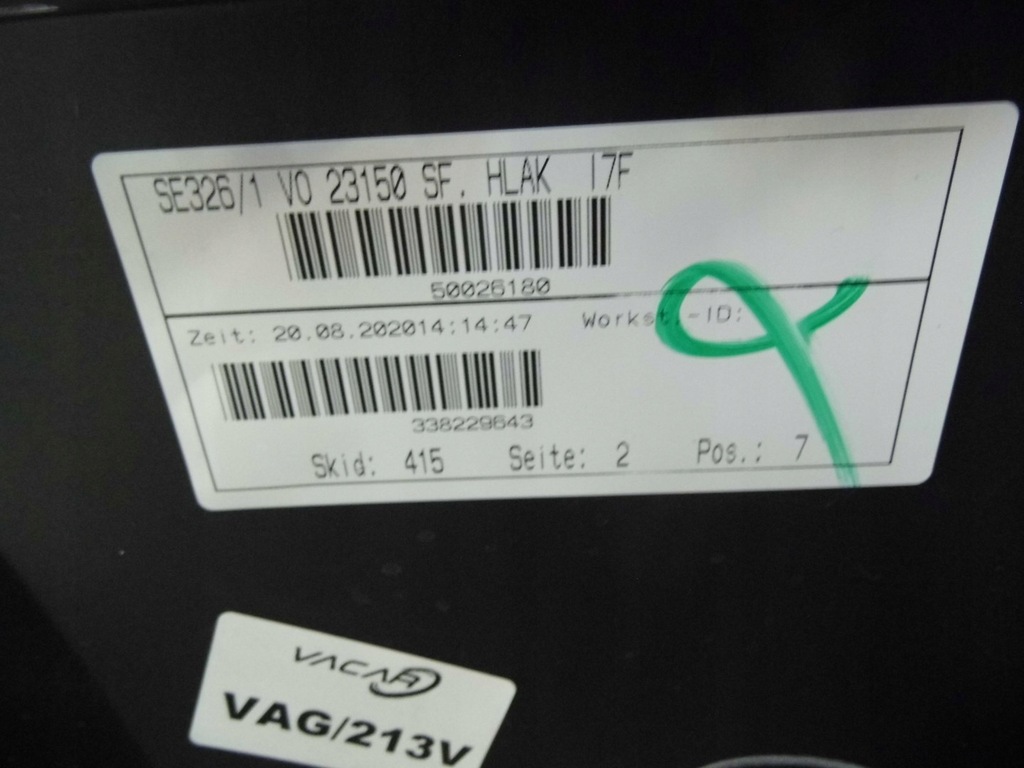 SE326/1 VO 23150 SF. HLAK I7F
50026180
Zeit: 20.08.202014:14:47 Workst.-ID:
338229643
Skid: 415 Seite: 2 Pos.: 7
VACAR
VAG/213V